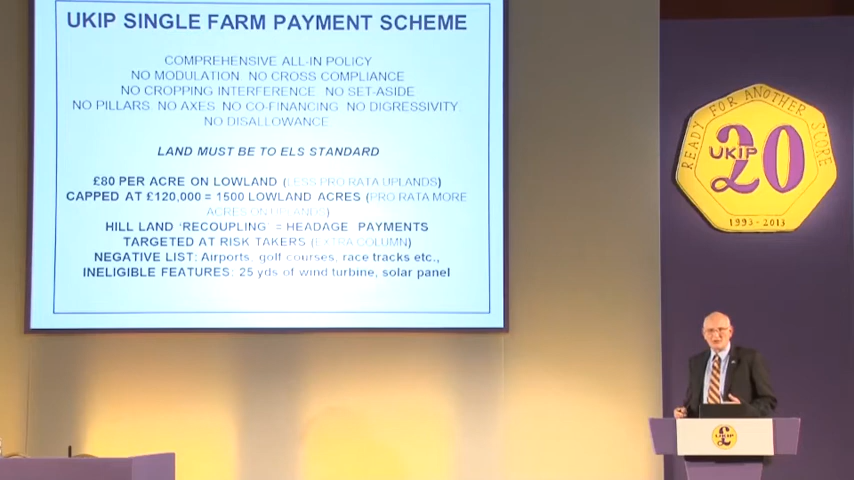 UKIP SINGLE FARM PAYMENT SCHEME
COMPREHENSIVE ALL-IN POLICY
NO MODULATION NO CROSS COMPLIANCE
NO CROPPING INTERFERENCE NO SET-ASIDE
NO PILLARS NO AXES NO CO-FINANCING NO DIGRESSIVITY
NO DISALLOWANCE
LAND MUST BE TO ELS STANDARD
£80 PER ACRE ON LOWLAND (LESS PRO RATA UPLANDS)
CAPPED AT £120,000 = 1500 LOWLAND ACRES (PRO RATA MORE
ACRES ON UPLANDS)
HILL LAND 'RECOUPLING' = HEADAGE PAYMENTS
TARGETED AT RISK TAKERS (EXTRA COLUMN)
NEGATIVE LIST: Airports, golf courses, race tracks etc.,
INELIGIBLE FEATURES: 25 yds of wind turbine, solar panel
READY FOR ANOTHER SCORE
UKIP 20
1993-2013
UKIP
£